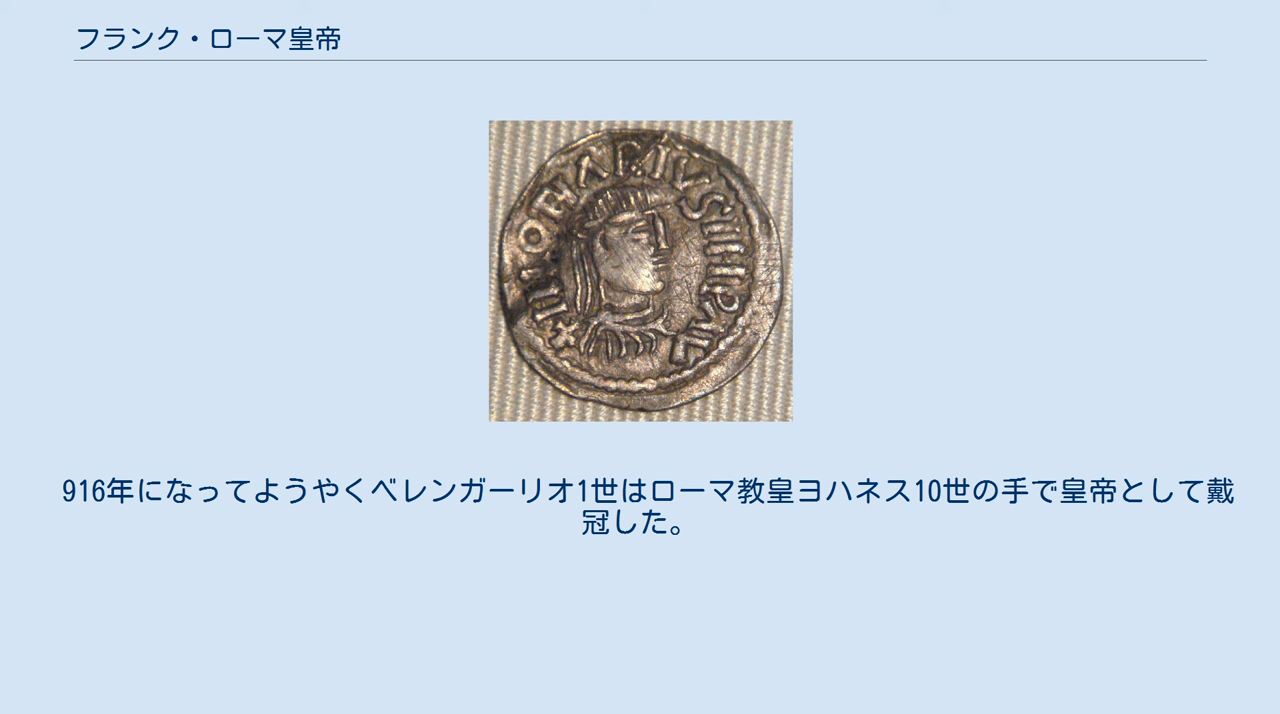 フランク・ローマ皇帝
916年になってようやくベレンガーリオ1世はローマ教皇ヨハネス10世の手で皇帝として戴
冠した。